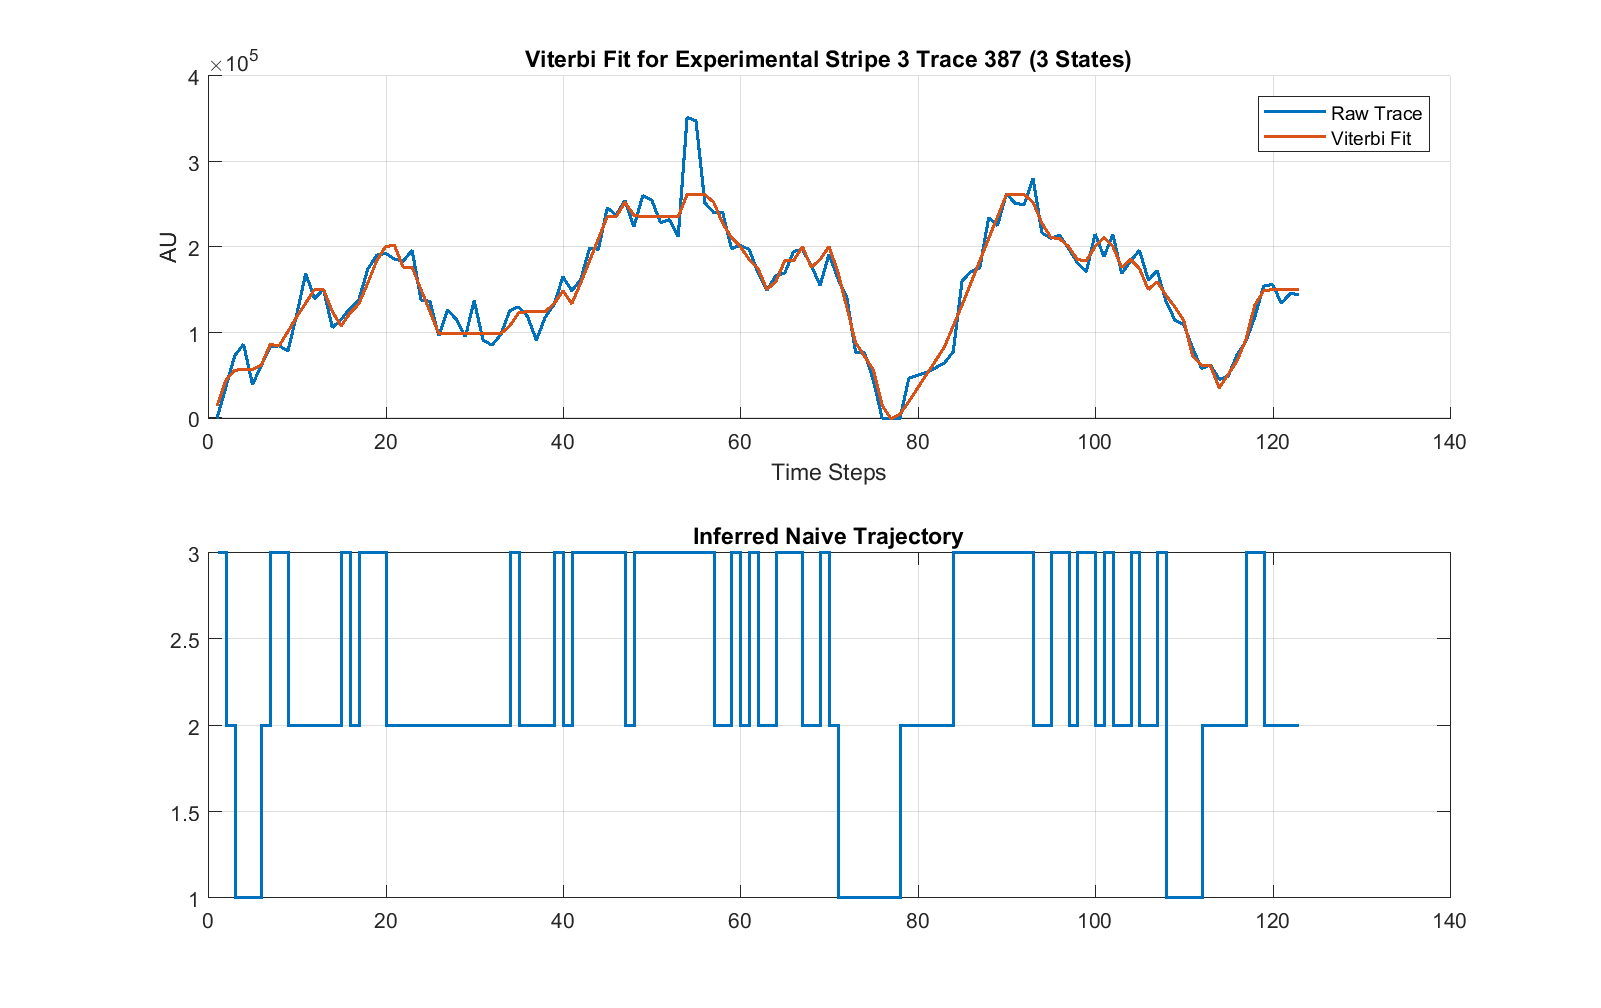 Viterbi Fit for Experimental Stripe 3 Trace 387 (3 States)
×10^5
4
3
2
1
0
AU
Raw Trace
Viterbi Fit
0 20 40 60 80 100 120 140
Time Steps
Inferred Naive Trajectory
3
2.5
2
1.5
1
0 20 40 60 80 100 120 140